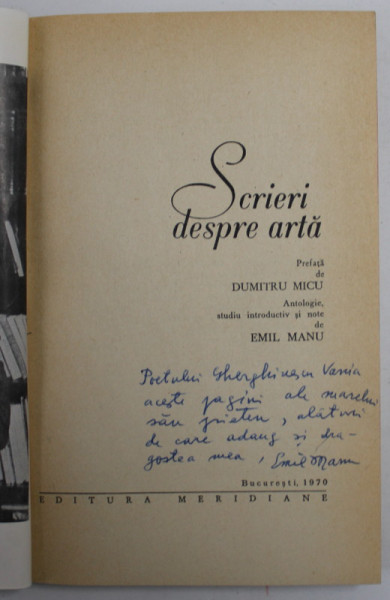 Scrieri
despre artă
Prefață
de
DUMITRU MICU
Antologie,
studiu introductiv și note
de
EMIL MANU
Poetului Gherghinescu Vania
aceste pagini ale marelui
său prieten, alături
de care adaug și dra-
gostea mea, Emil Manu
București, 1970
EDITURA MERIDIANE